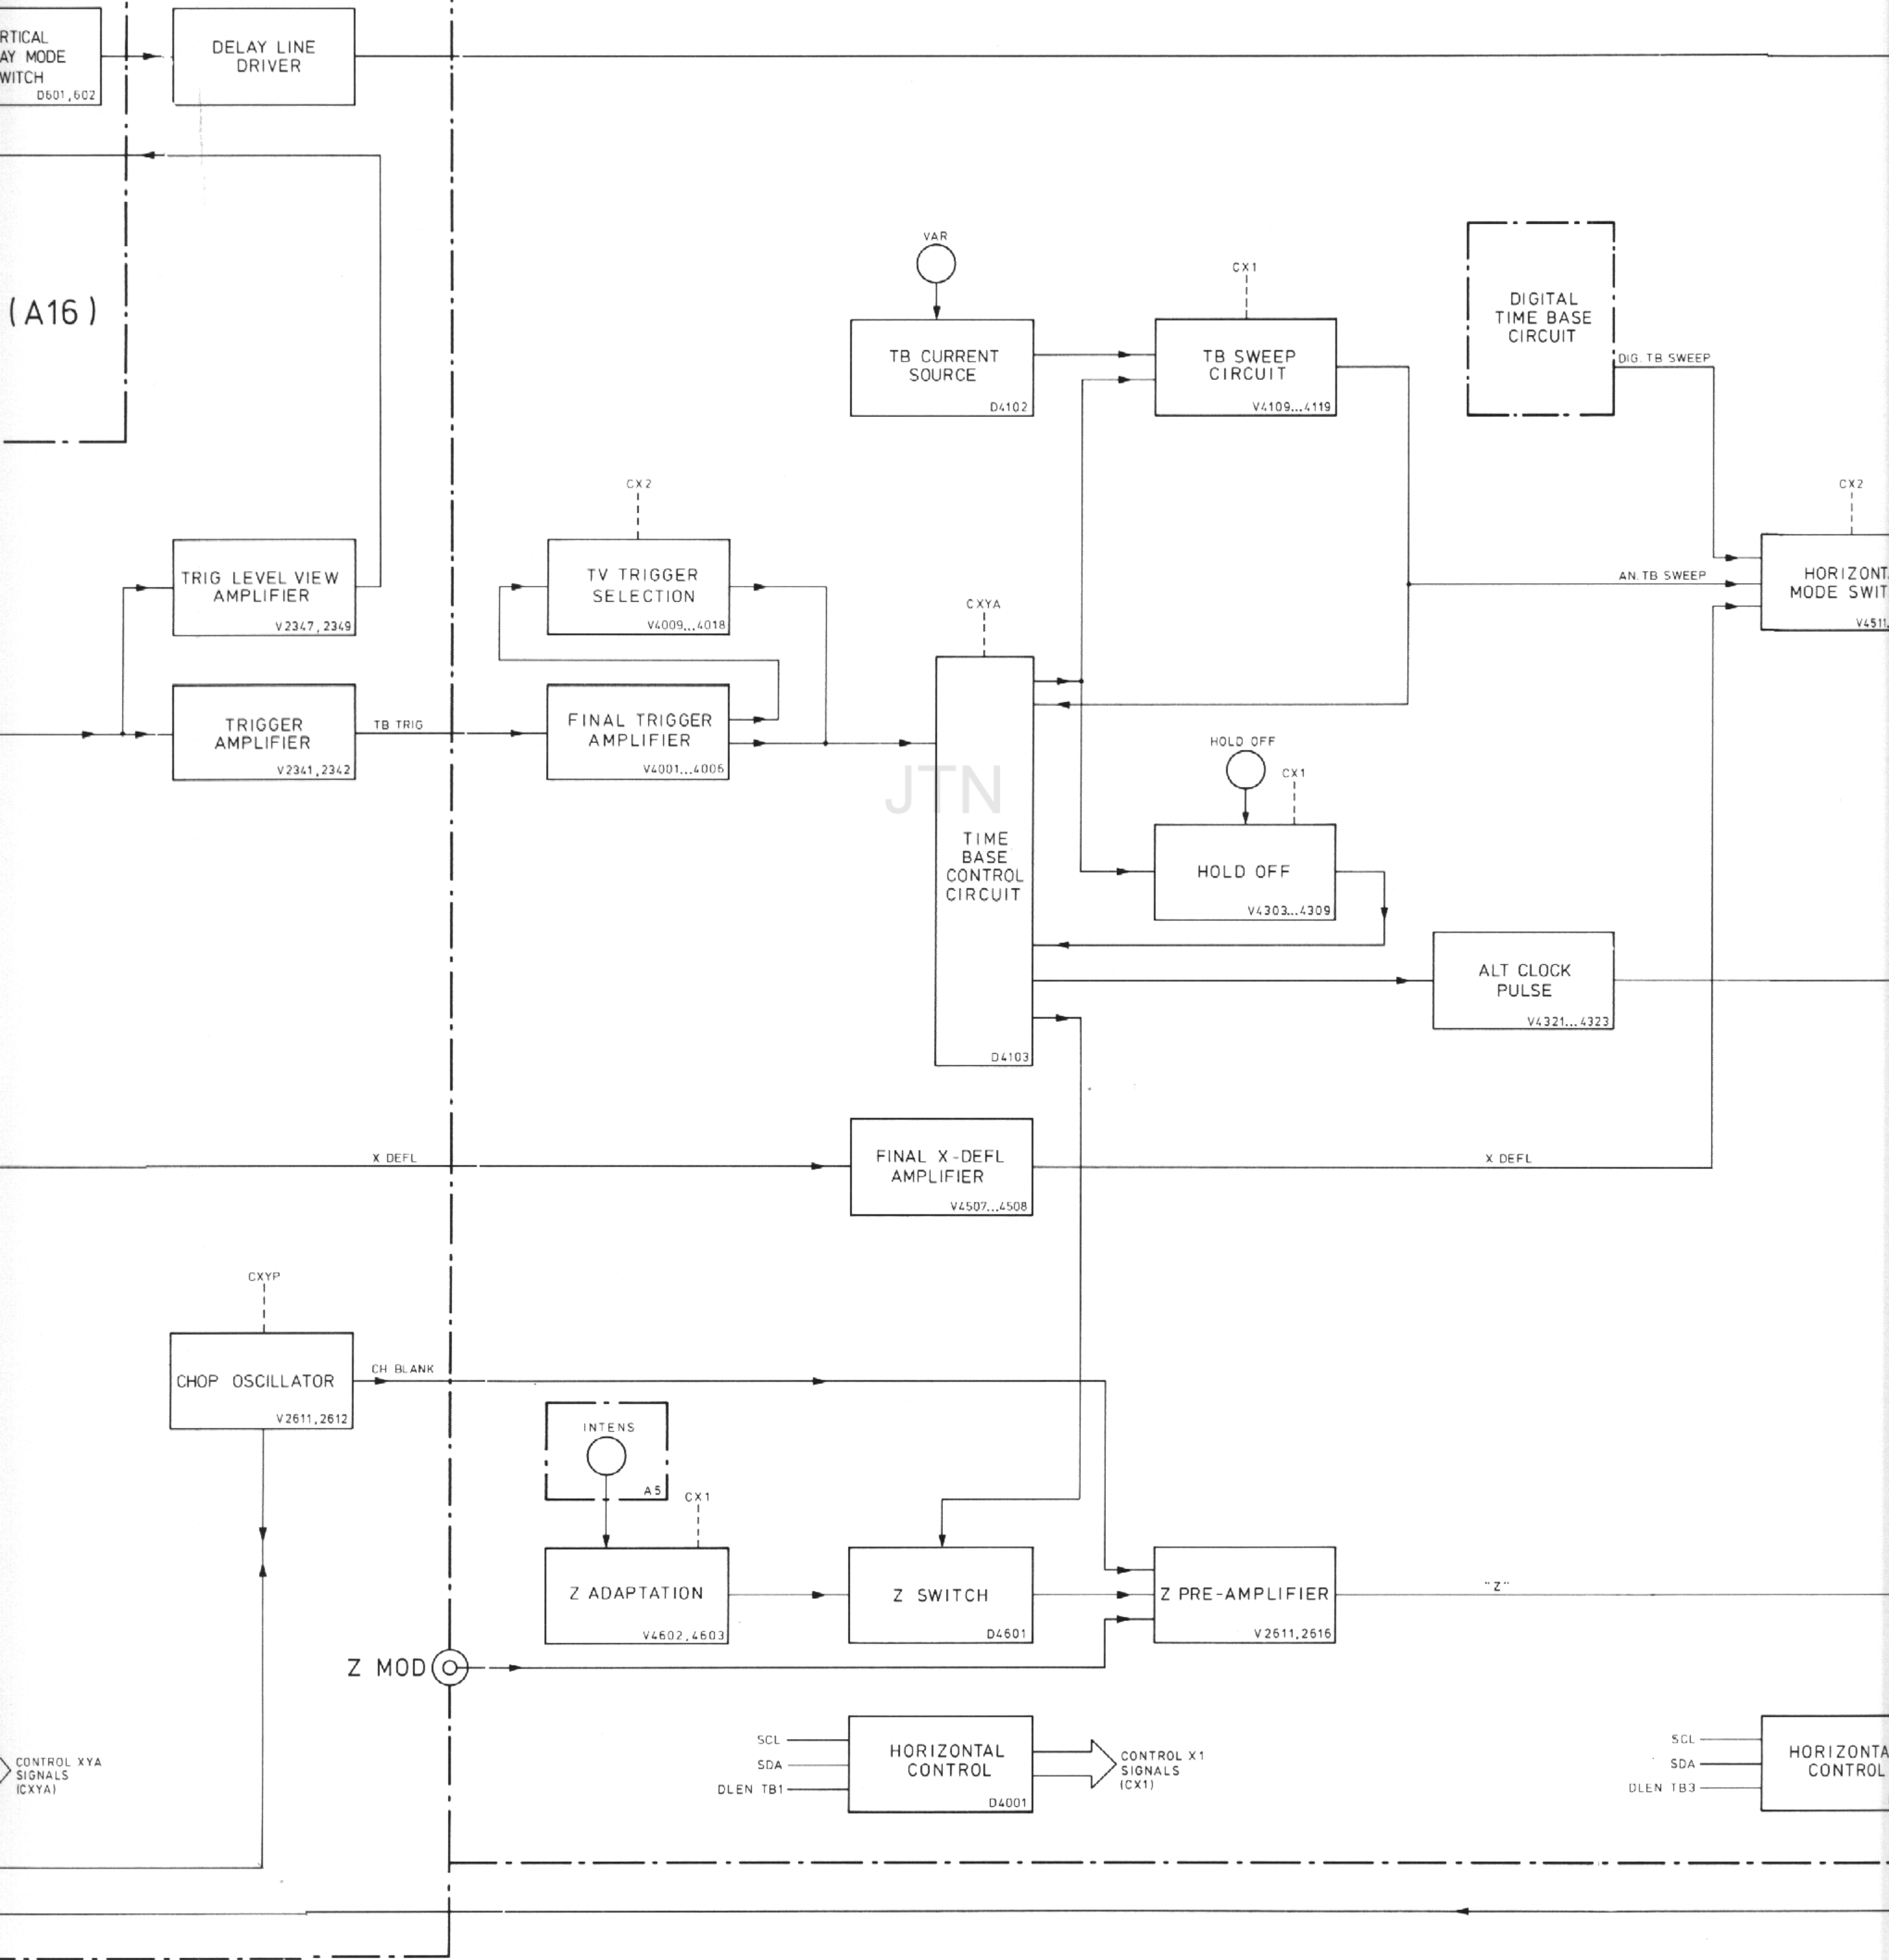 RTICAL
AY MODE
WITCH
D601,602
DELAY LINE
DRIVER
(A16)
VAR
TB CURRENT
SOURCE
D4102
CX1
TB SWEEP
CIRCUIT
V4109...4119
DIGITAL
TIME BASE
CIRCUIT
DIG. TB SWEEP
CX2
TV TRIGGER
SELECTION
V4009...4018
TRIG LEVEL VIEW
AMPLIFIER
V2347,2349
CX2
HORIZONT
MODE SWIT
V4511,
AN.TB SWEEP
CXYA
TRIGGER
AMPLIFIER
V2341,2342
TB TRIG
FINAL TRIGGER
AMPLIFIER
V4001...4006
JTN
TIME
BASE
CONTROL
CIRCUIT
D4103
HOLD OFF
CX1
HOLD OFF
V4303...4309
ALT CLOCK
PULSE
V4321...4323
X DEFL
FINAL X-DEFL
AMPLIFIER
V4507...4508
X DEFL
CXYP
CHOP OSCILLATOR
V2611,2612
CH BLANK
INTENS
A5
CX1
Z ADAPTATION
V4602,4603
Z SWITCH
D4601
Z PRE-AMPLIFIER
V2611,2616
"Z"
Z MOD
CONTROL XYA
SIGNALS
(CXYA)
SCL
SDA
DLEN TB1
HORIZONTAL
CONTROL
D4001
CONTROL X1
SIGNALS
(CX1)
SCL
SDA
DLEN TB3
HORIZONTA
CONTROL